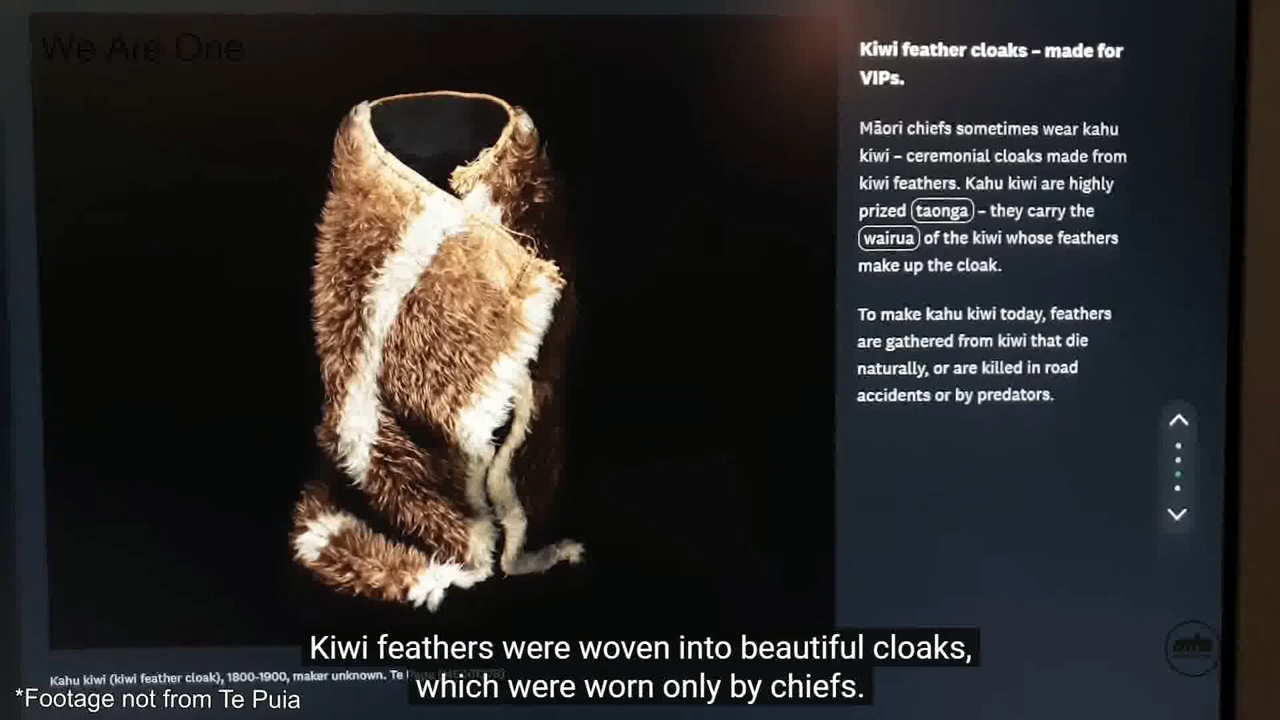 We Are One
Kiwi feather cloaks – made for
VIPs.
Māori chiefs sometimes wear kahu
kiwi – ceremonial cloaks made from
kiwi feathers. Kahu kiwi are highly
prized taonga – they carry the
wairua of the kiwi whose feathers
make up the cloak.
To make kahu kiwi today, feathers
are gathered from kiwi that die
naturally, or are killed in road
accidents or by predators.
Kiwi feathers were woven into beautiful cloaks,
which were worn only by chiefs.
Kahu kiwi (kiwi feather cloak), 1800-1900, maker unknown. Te
*Footage not from Te Puia